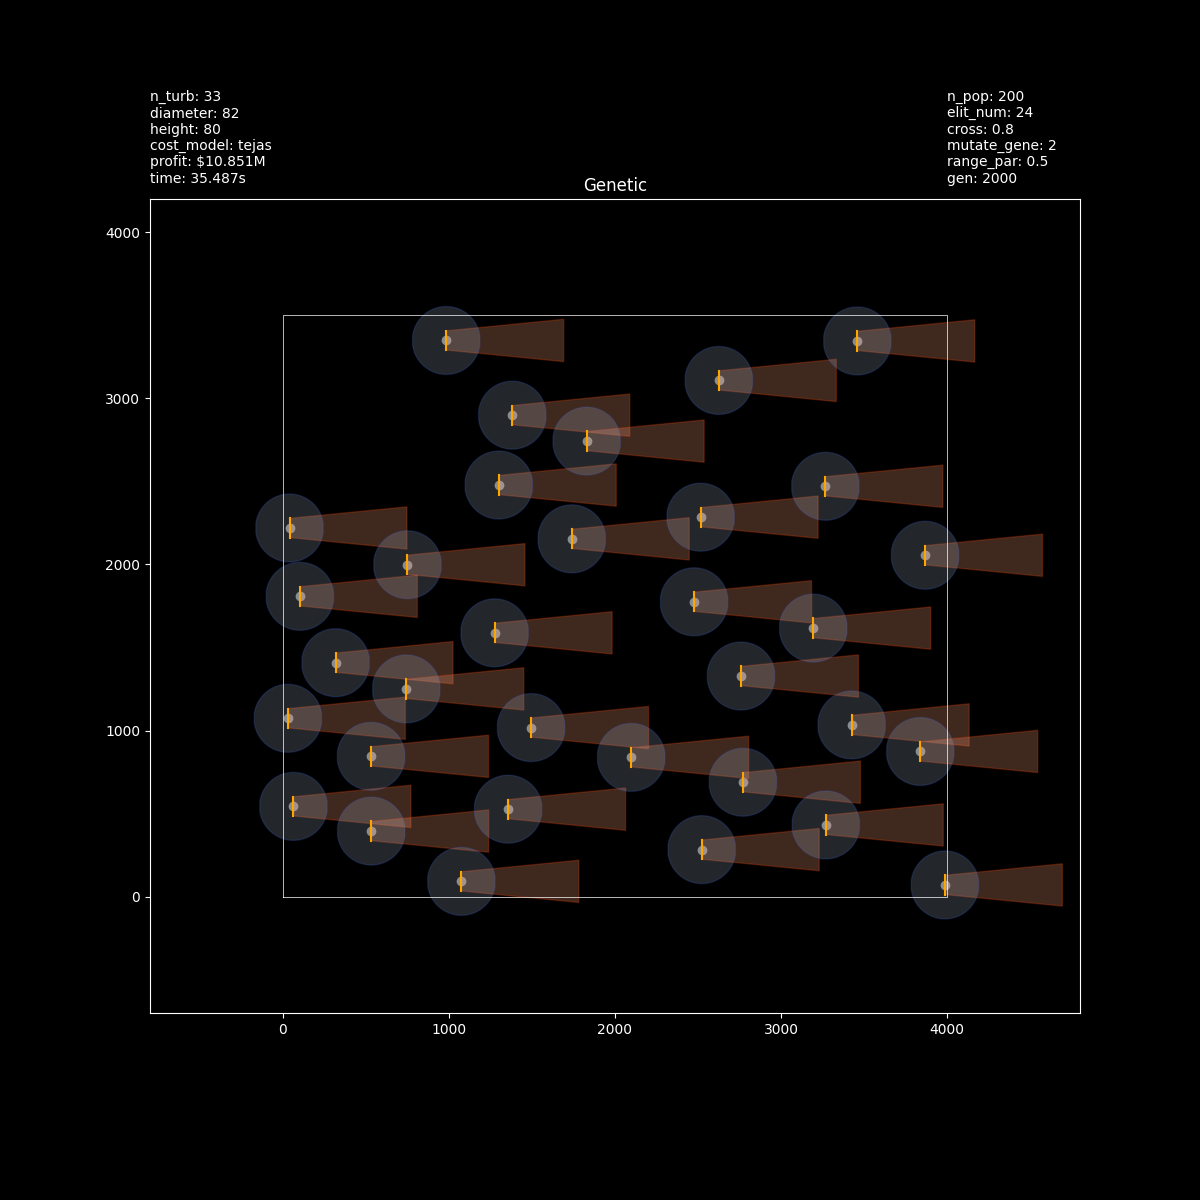 n_turb: 33
diameter: 82
height: 80
cost_model: tejas
profit: $10.851M
time: 35.487s
n_pop: 200
elit_num: 24
cross: 0.8
mutate_gene: 2
range_par: 0.5
gen: 2000
Genetic
4000
3000
2000
1000
0
0
1000
2000
3000
4000